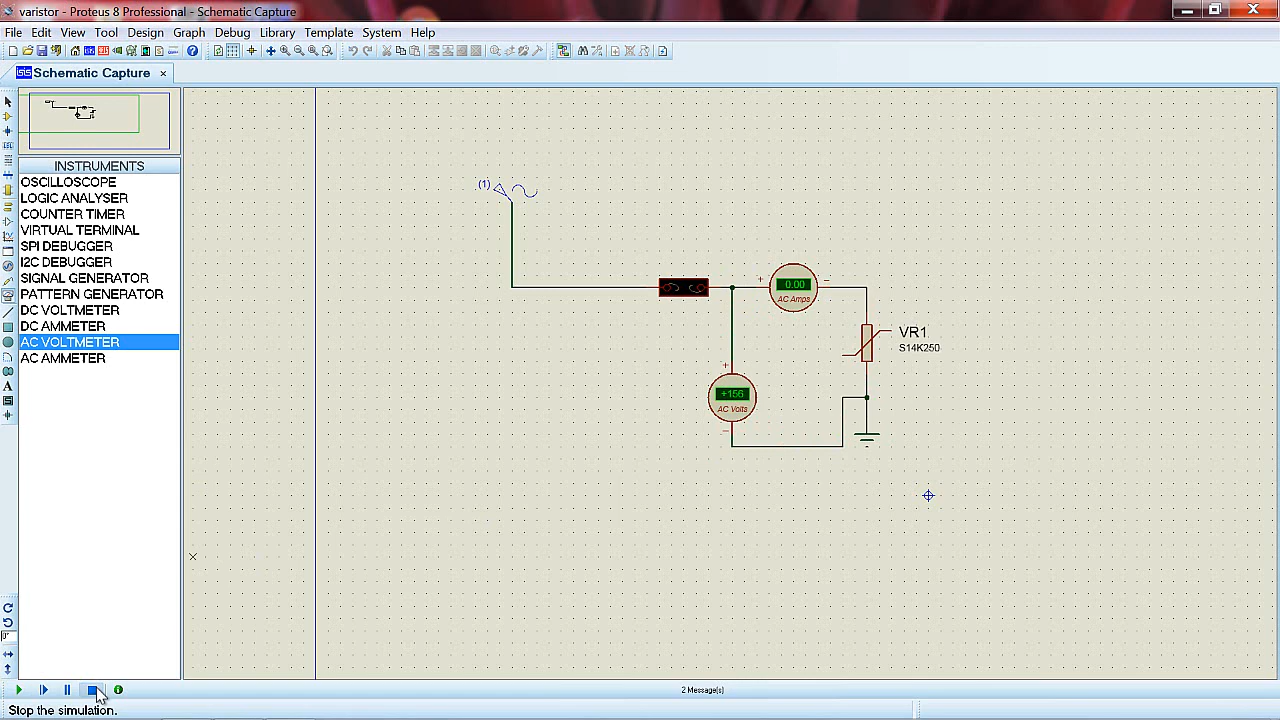 varistor - Proteus 8 Professional - Schematic Capture
File Edit View Tool Design Graph Debug Library Template System Help
Schematic Capture ×
INSTRUMENTS
OSCILLOSCOPE
LOGIC ANALYSER
COUNTER TIMER
VIRTUAL TERMINAL
SPI DEBUGGER
I2C DEBUGGER
SIGNAL GENERATOR
PATTERN GENERATOR
DC VOLTMETER
DC AMMETER
AC VOLTMETER
AC AMMETER
(1)
0.00
AC Amps
VR1
S14K250
+156
AC Volts
2 Message(s)
Stop the simulation.